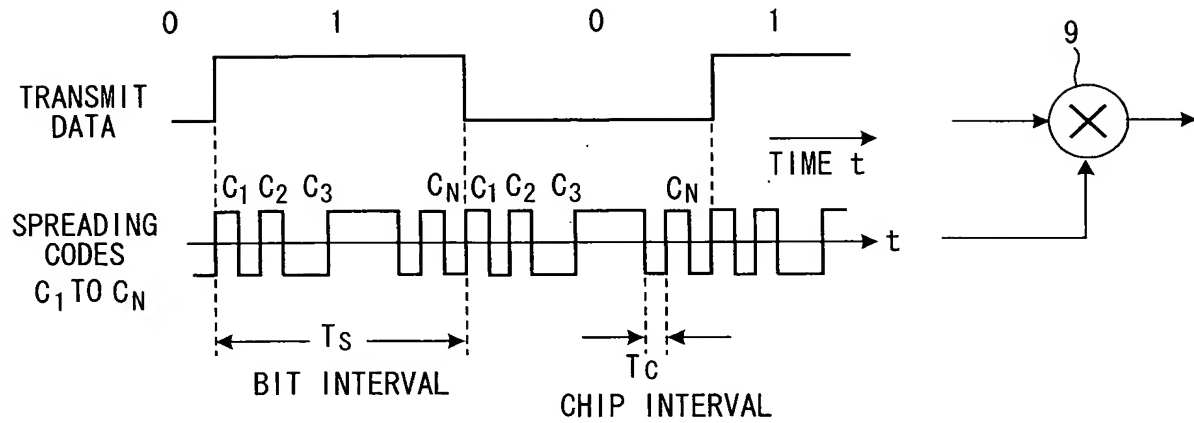 0 1 0 1
9
TRANSMIT
DATA
TIME t
C1 C2 C3 CN C1 C2 C3 CN
SPREADING
CODES
C1 TO CN
t
TS
TC
BIT INTERVAL
CHIP INTERVAL